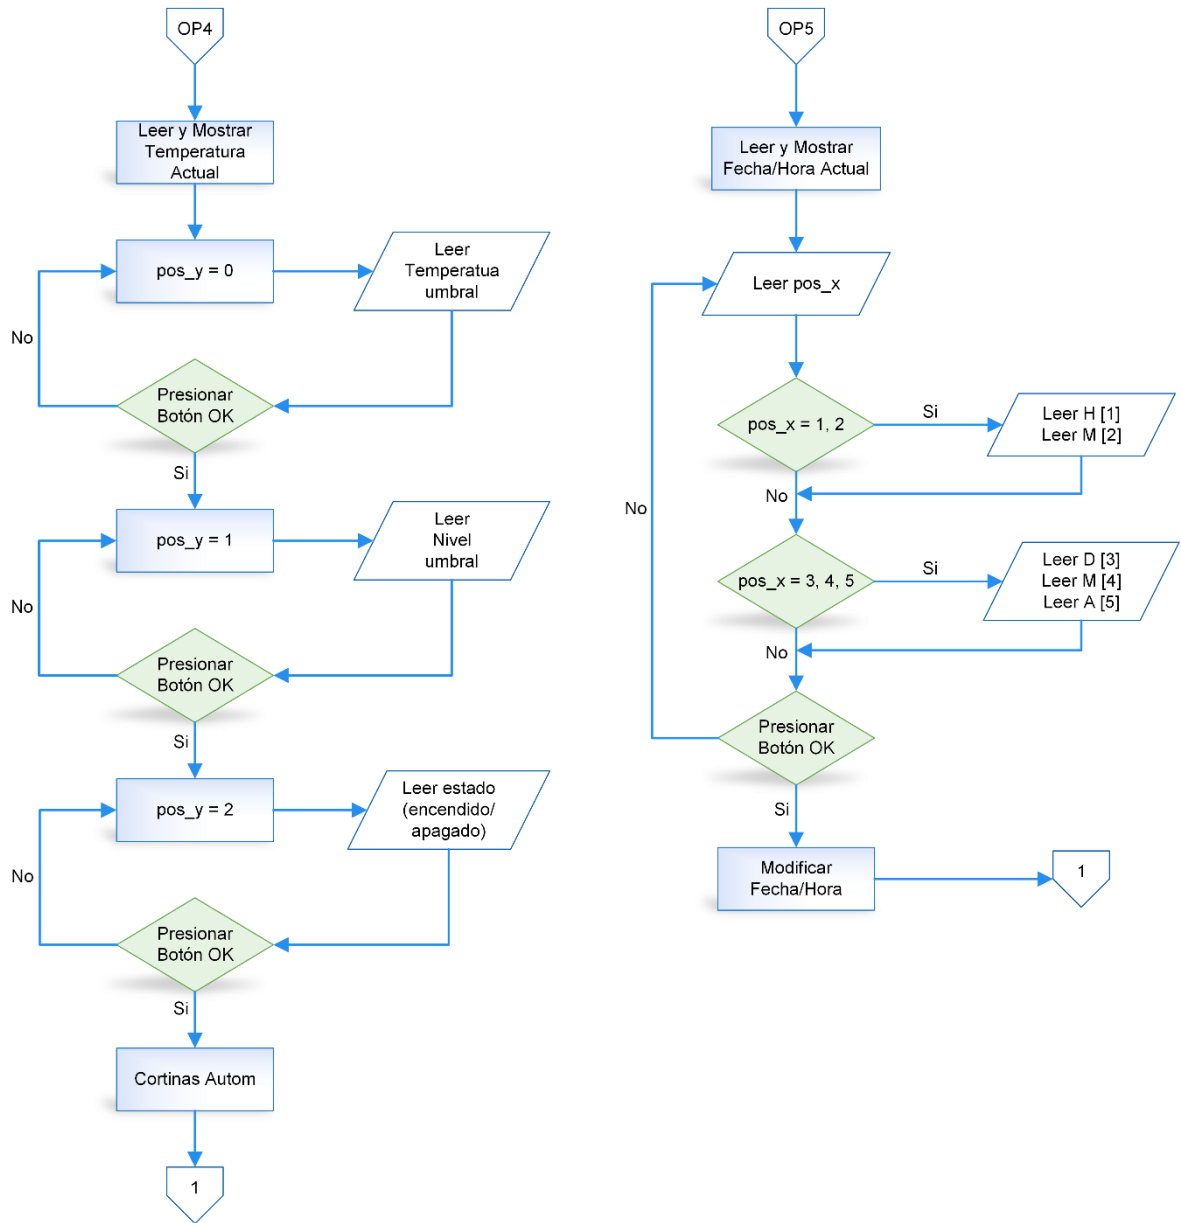 OP4
Leer y Mostrar
Temperatura
Actual
pos_y = 0
Leer
Temperatua
umbral
No
Presionar
Botón OK
Si
pos_y = 1
Leer
Nivel
umbral
No
Presionar
Botón OK
Si
pos_y = 2
Leer estado
(encendido/
apagado)
No
Presionar
Botón OK
Si
Cortinas Autom
1
OP5
Leer y Mostrar
Fecha/Hora Actual
Leer pos_x
pos_x = 1, 2
Si
Leer H [1]
Leer M [2]
No
No
pos_x = 3, 4, 5
Si
Leer D [3]
Leer M [4]
Leer A [5]
No
Presionar
Botón OK
Si
Modificar
Fecha/Hora
1